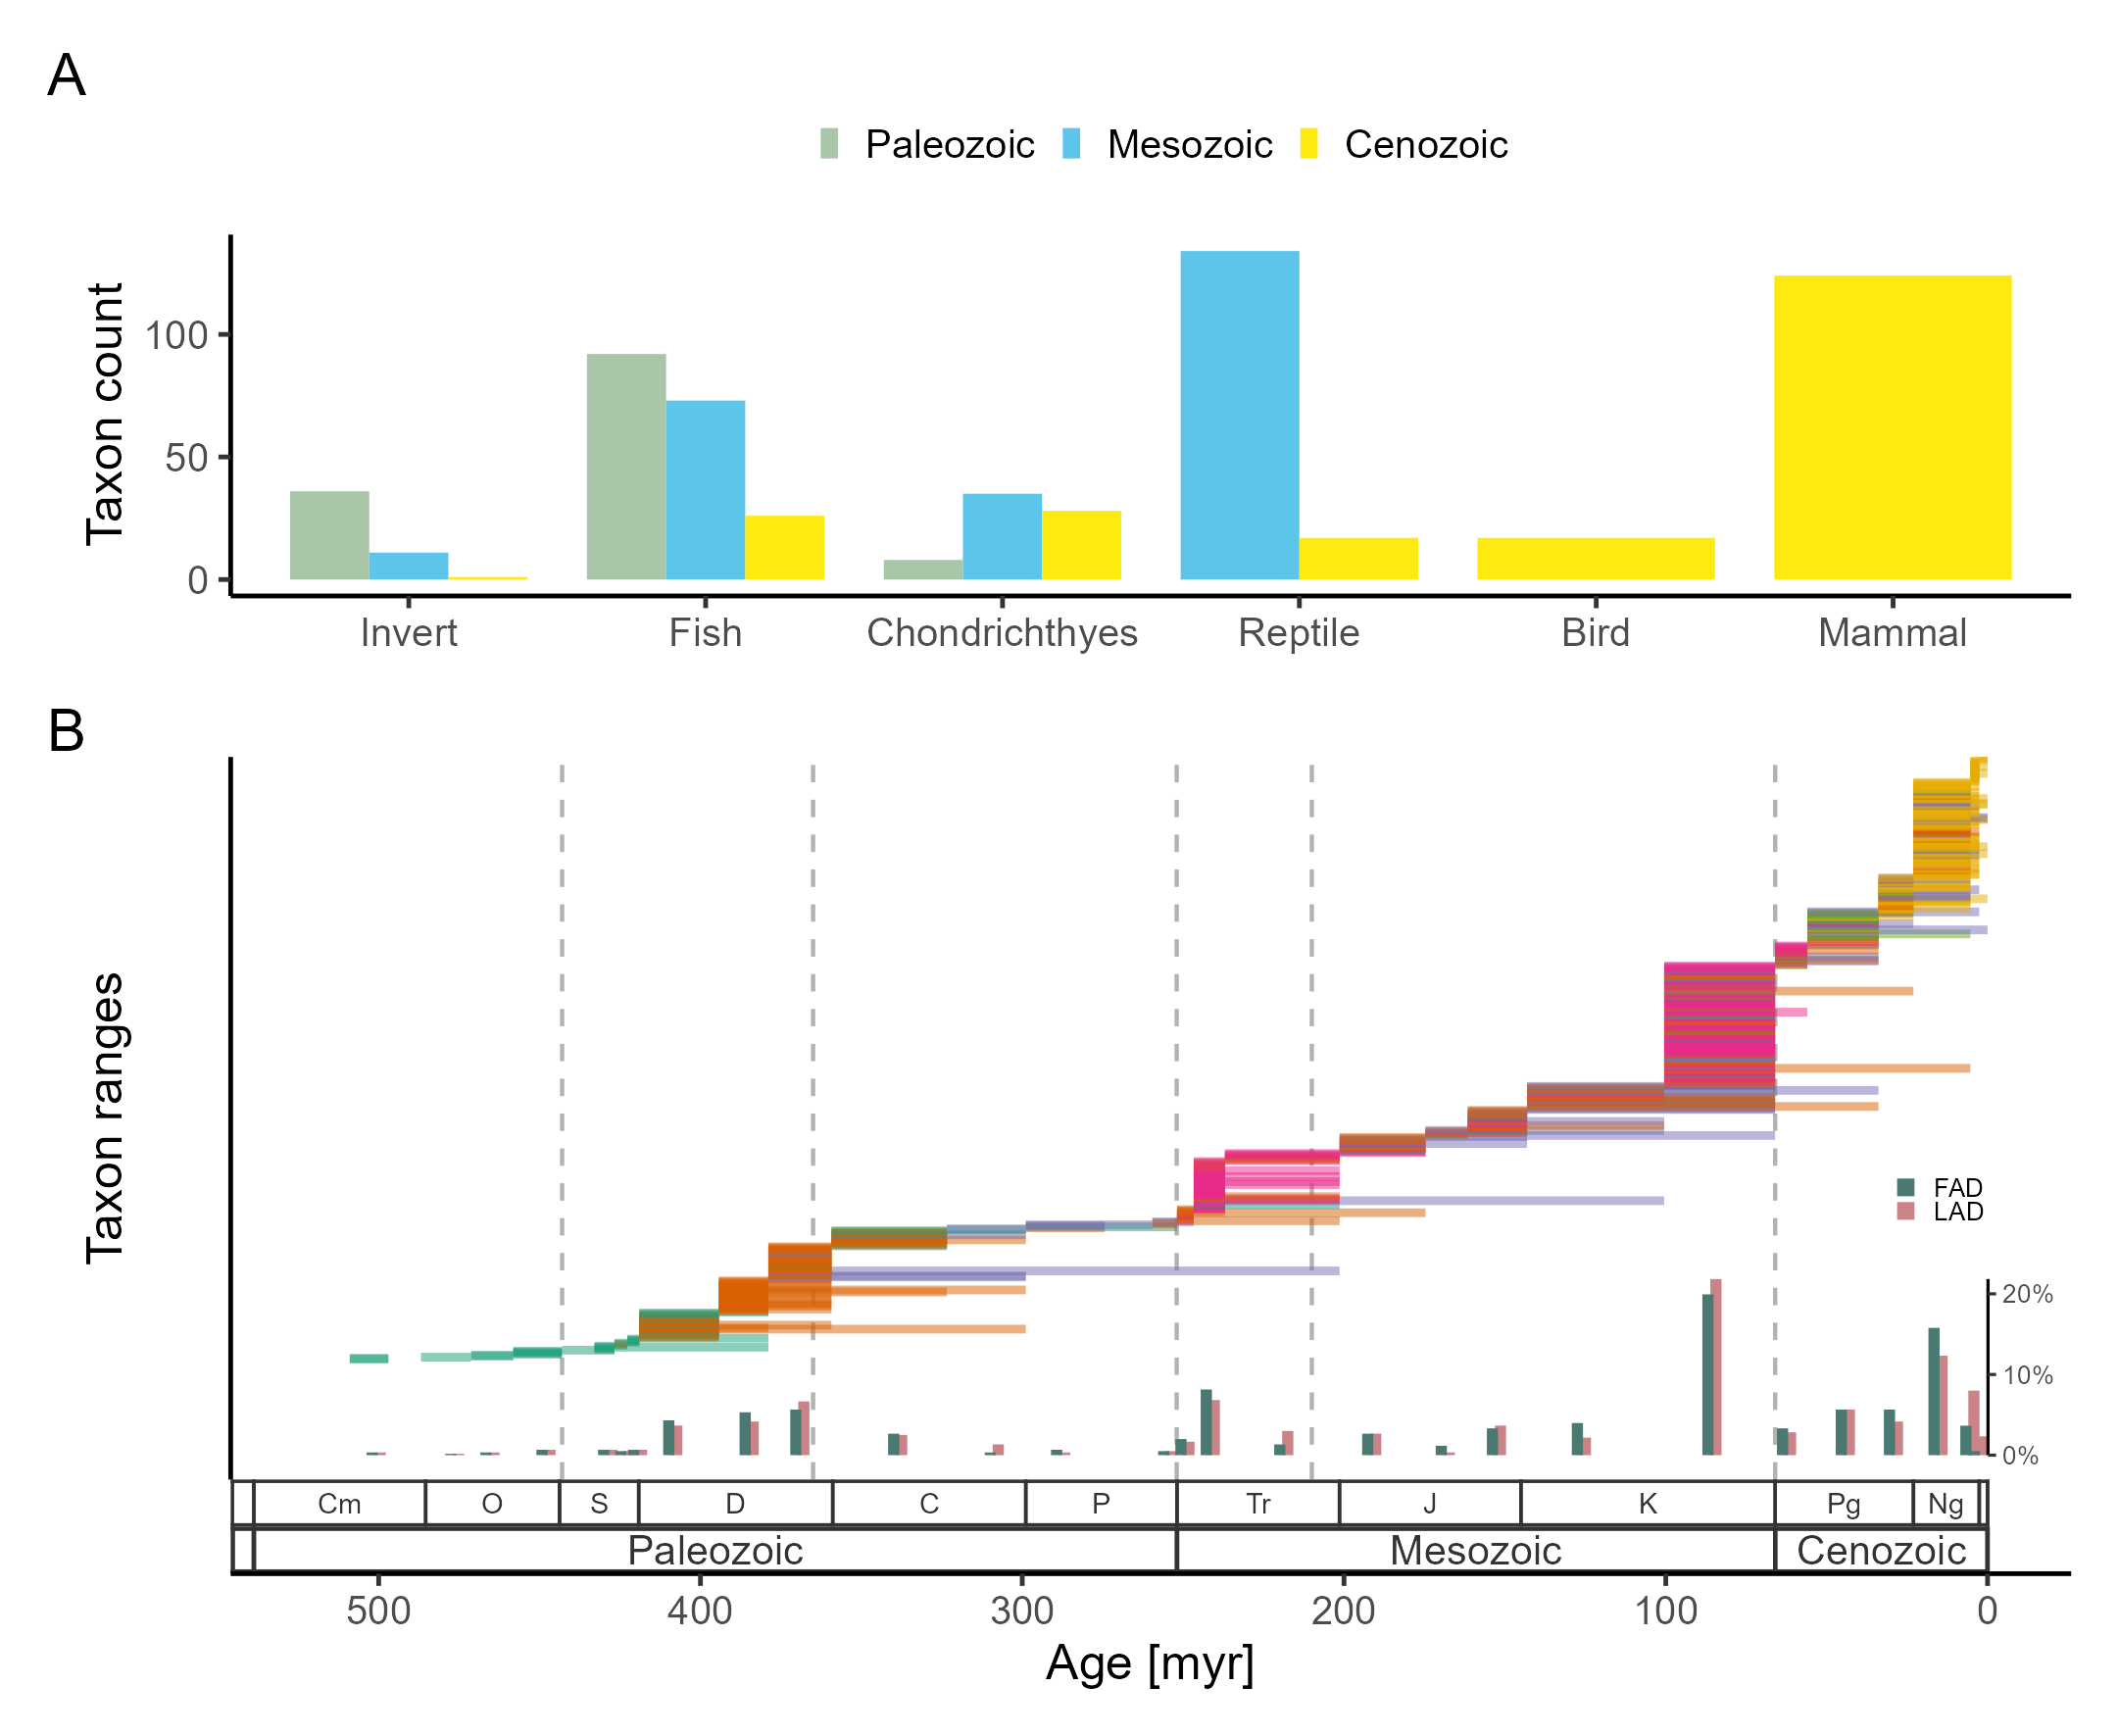 A
Paleozoic Mesozoic Cenozoic
Taxon count
100
50
0
Invert Fish Chondrichthyes Reptile Bird Mammal
B
Taxon ranges
FAD
LAD
20%
10%
0%
Cm O S D C P Tr J K Pg Ng
Paleozoic Mesozoic Cenozoic
500 400 300 200 100 0
Age [myr]